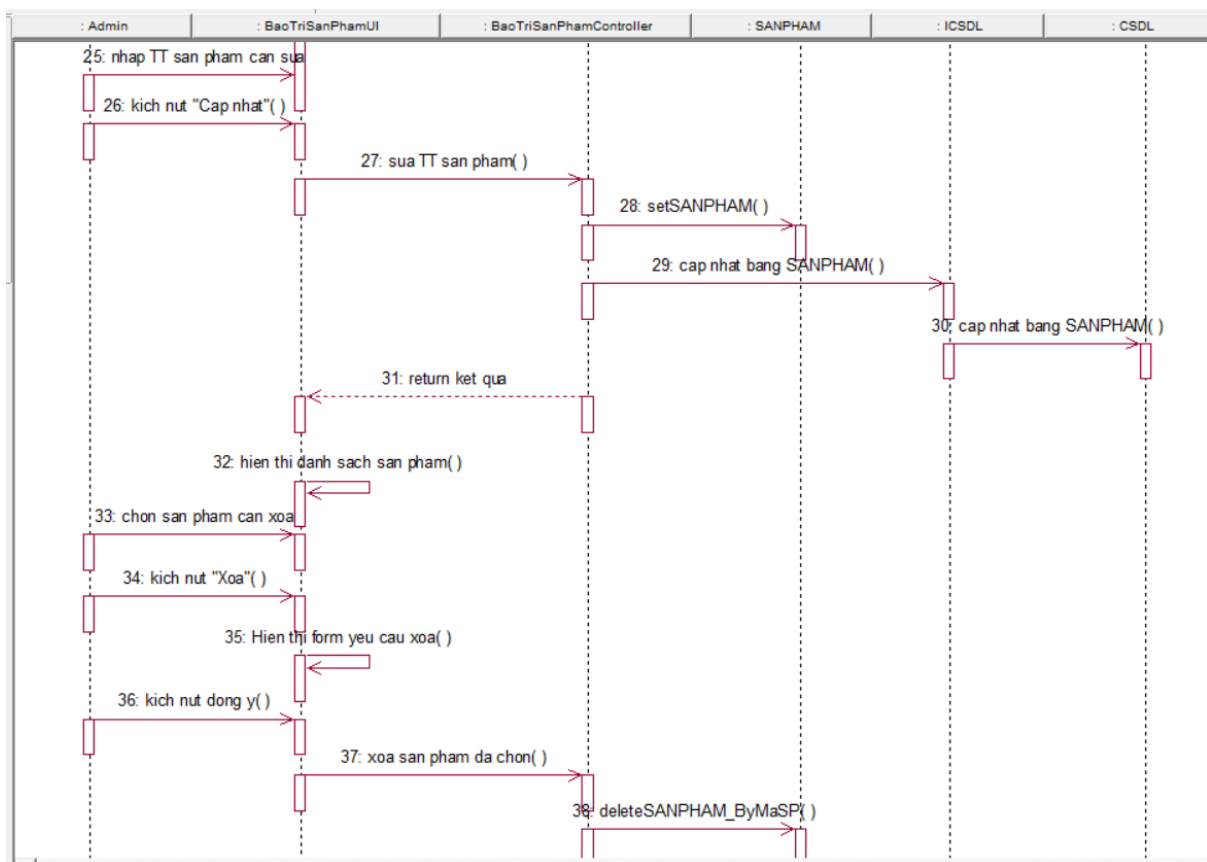 : Admin
: BaoTriSanPhamUI
: BaoTriSanPhamController
: SANPHAM
: ICSDL
: CSDL
25: nhap TT san pham can sua
26: kich nut "Cap nhat"( )
27: sua TT san pham( )
28: setSANPHAM( )
29: cap nhat bang SANPHAM( )
30: cap nhat bang SANPHAM( )
31: return ket qua
32: hien thi danh sach san pham( )
33: chon san pham can xoa
34: kich nut "Xoa"( )
35: Hien thi form yeu cau xoa( )
36: kich nut dong y( )
37: xoa san pham da chon( )
38: deleteSANPHAM_ByMaSP( )